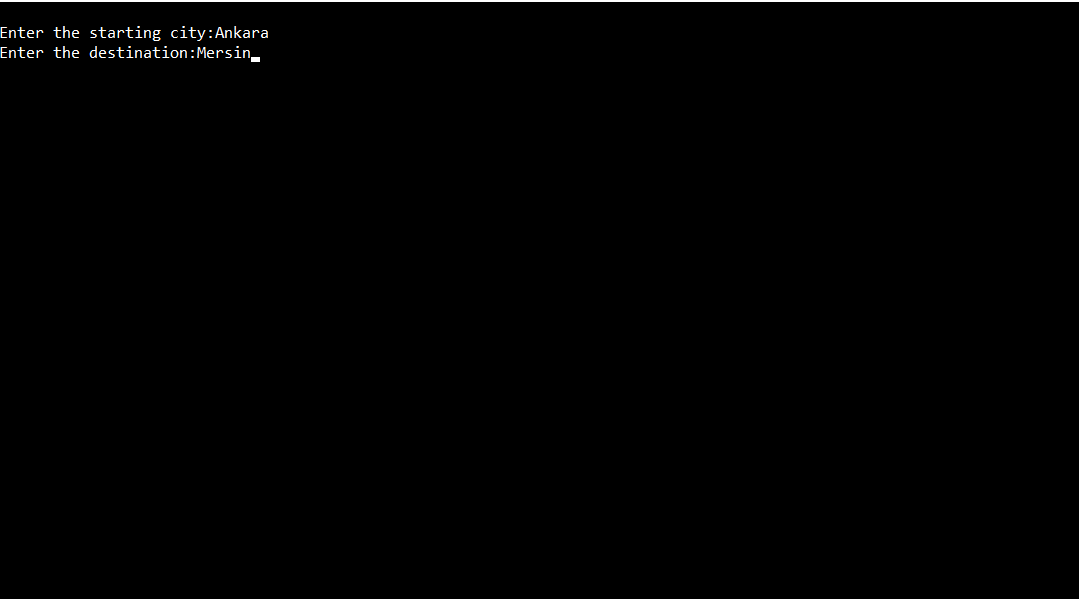 Enter the starting city:Ankara
Enter the destination:Mersin